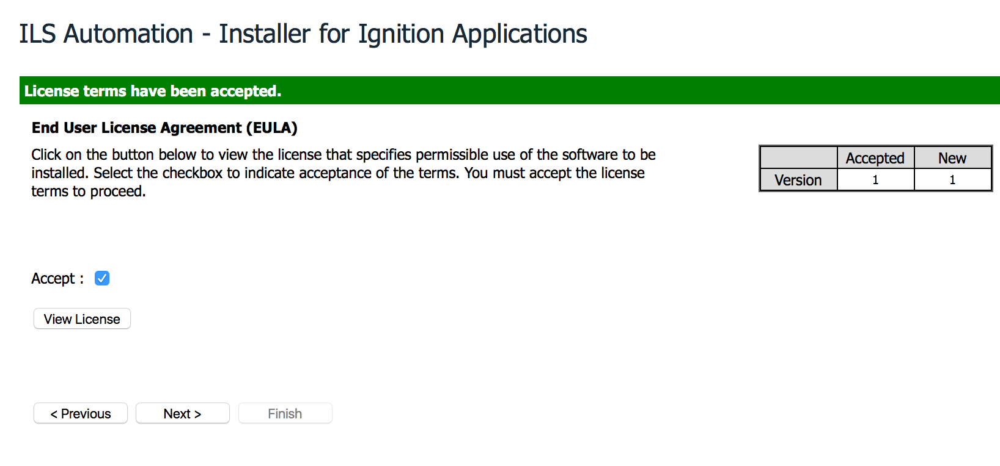 ILS Automation - Installer for Ignition Applications
License terms have been accepted.
End User License Agreement (EULA)
Click on the button below to view the license that specifies permissible use of the software to be
installed. Select the checkbox to indicate acceptance of the terms. You must accept the license
terms to proceed.
Accepted New
Version 1 1
Accept :
View License
< Previous Next > Finish